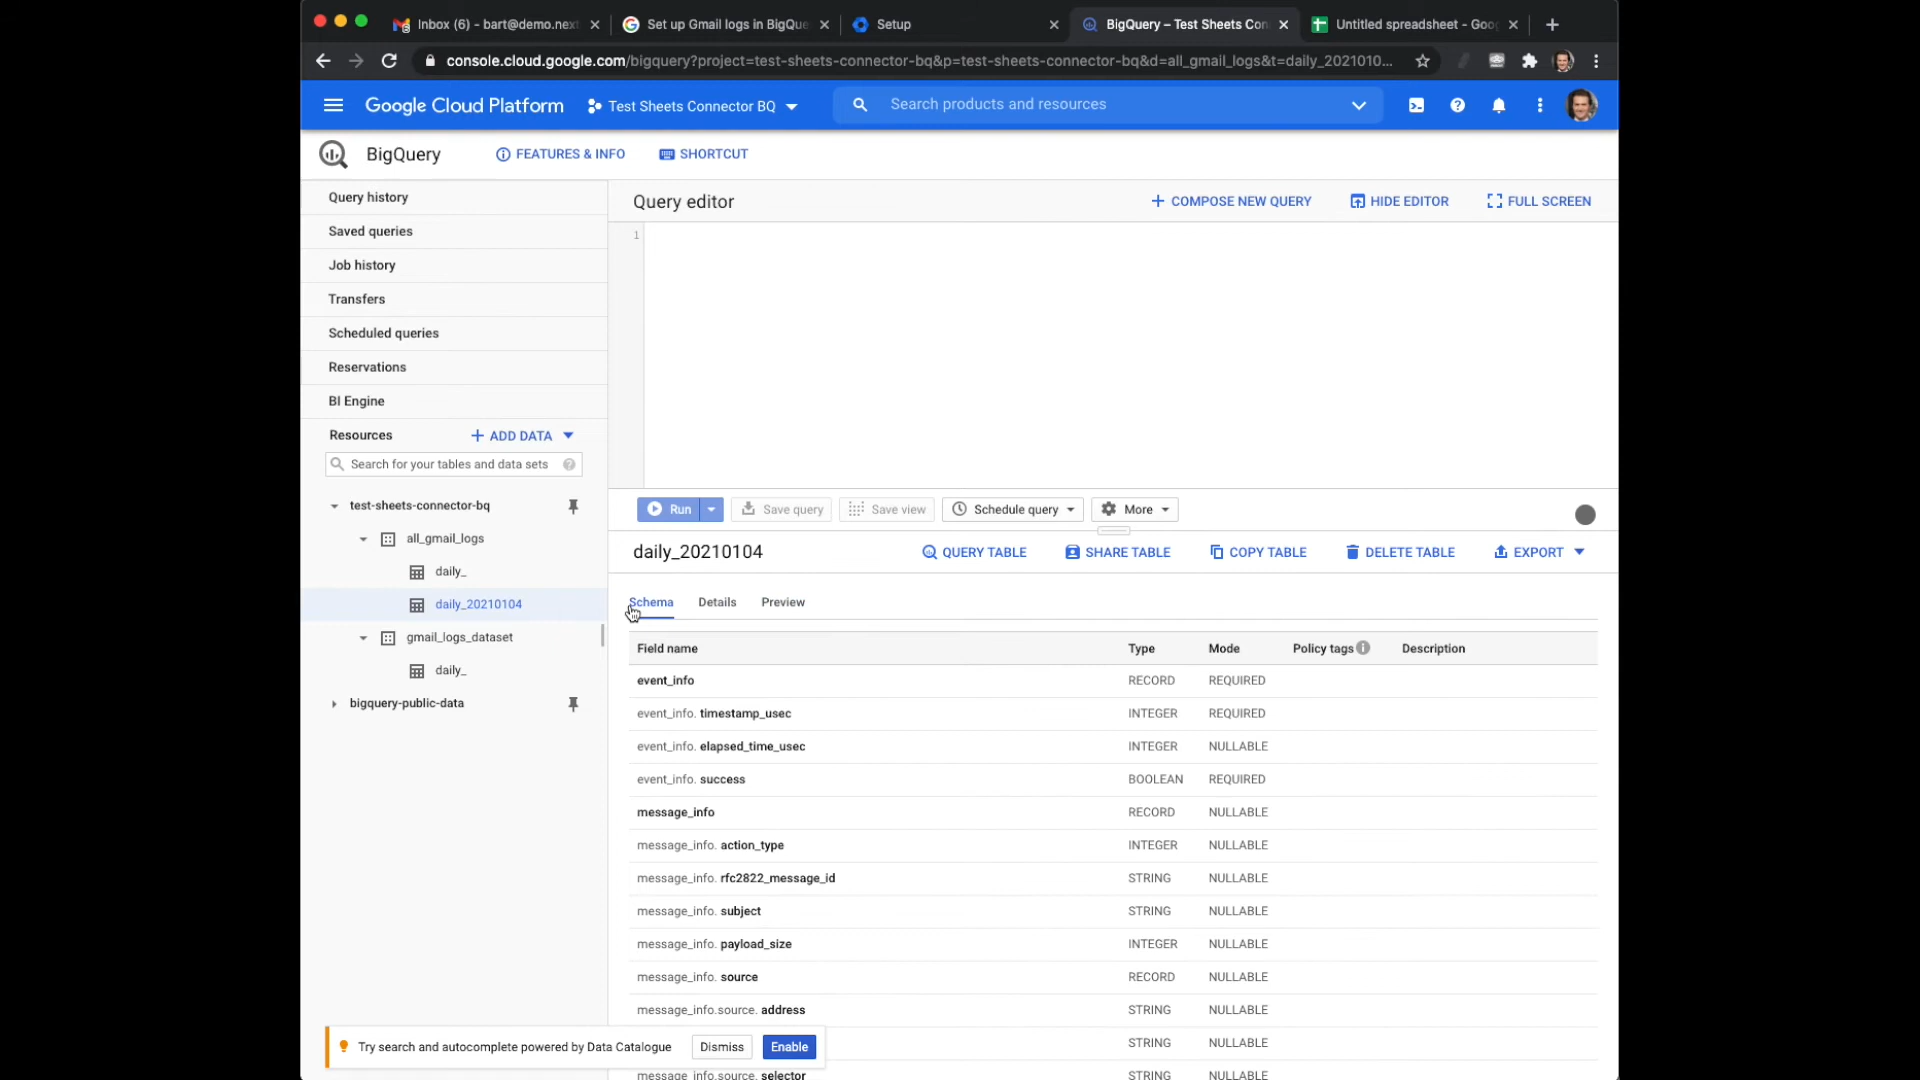 Inbox (6) - bart@demo.nex
Set up Gmail logs in BigQue
Setup
BigQuery – Test Sheets Con
Untitled spreadsheet - Goog
console.cloud.google.com/bigquery?project=test-sheets-connector-bq&p=test-sheets-connector-bq&d=all_gmail_logs&t=daily_2021010...
Google Cloud Platform
Test Sheets Connector BQ
Search products and resources
BigQuery
FEATURES & INFO
SHORTCUT
Query history
Saved queries
Job history
Transfers
Scheduled queries
Reservations
BI Engine
Resources
ADD DATA
Search for your tables and data sets
test-sheets-connector-bq
all_gmail_logs
daily_
daily_20210104
gmail_logs_dataset
daily_
bigquery-public-data
Query editor
COMPOSE NEW QUERY
HIDE EDITOR
FULL SCREEN
1
Run
Save query
Save view
Schedule query
More
daily_20210104
QUERY TABLE
SHARE TABLE
COPY TABLE
DELETE TABLE
EXPORT
Schema Details Preview
Field name Type Mode Policy tags Description
event_info RECORD REQUIRED
event_info. timestamp_usec INTEGER REQUIRED
event_info. elapsed_time_usec INTEGER NULLABLE
event_info. success BOOLEAN REQUIRED
message_info RECORD NULLABLE
message_info. action_type INTEGER NULLABLE
message_info. rfc2822_message_id STRING NULLABLE
message_info. subject STRING NULLABLE
message_info. payload_size INTEGER NULLABLE
message_info. source RECORD NULLABLE
message_info.source. address STRING NULLABLE
STRING NULLABLE
message_info.source. selector STRING NULLABLE
Try search and autocomplete powered by Data Catalogue
Dismiss
Enable